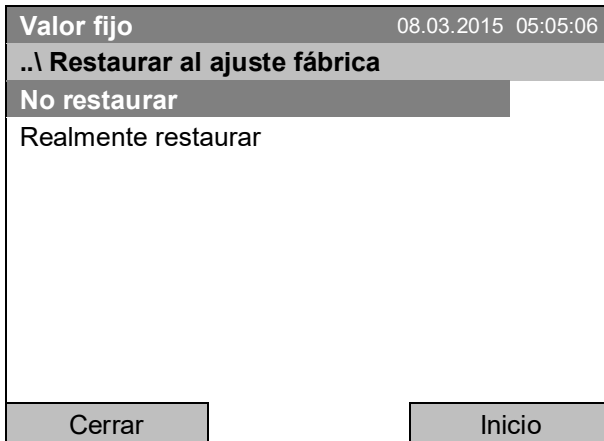 Valor fijo 08.03.2015 05:05:06
..\ Restaurar al ajuste fábrica
No restaurar
Realmente restaurar
Cerrar Inicio